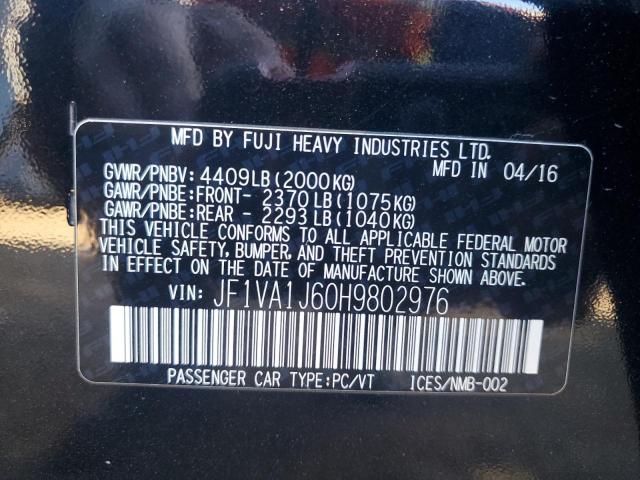 MFD BY FUJI HEAVY INDUSTRIES LTD.
MFD IN 04/16
GVWR/PNBV: 4409LB (2000KG)
GAWR/PNBE:FRONT- 2370LB (1075KG)
GAWR/PNBE:REAR - 2293LB (1040KG)
THIS VEHICLE CONFORMS TO ALL APPLICABLE FEDERAL MOTOR
VEHICLE SAFETY, BUMPER, AND THEFT PREVENTION STANDARDS
IN EFFECT ON THE DATE OF MANUFACTURE SHOWN ABOVE.
VIN: JF1VA1J60H9802976
PASSENGER CAR TYPE:PC/VT ICES/NMB-002